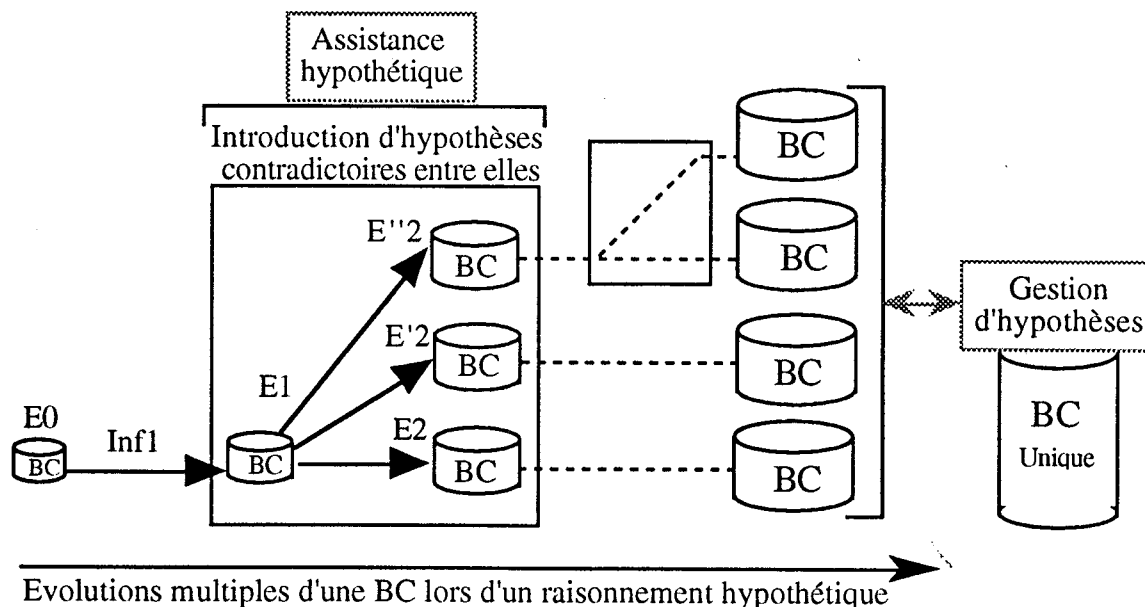 Assistance
hypothétique
Introduction d'hypothèses
contradictoires entre elles
BC
E''2
BC
BC
Gestion
d'hypothèses
E'2
BC
BC
E1
BC
Unique
E0
BC
Inf1
BC
E2
BC
BC
Evolutions multiples d'une BC lors d'un raisonnement hypothétique